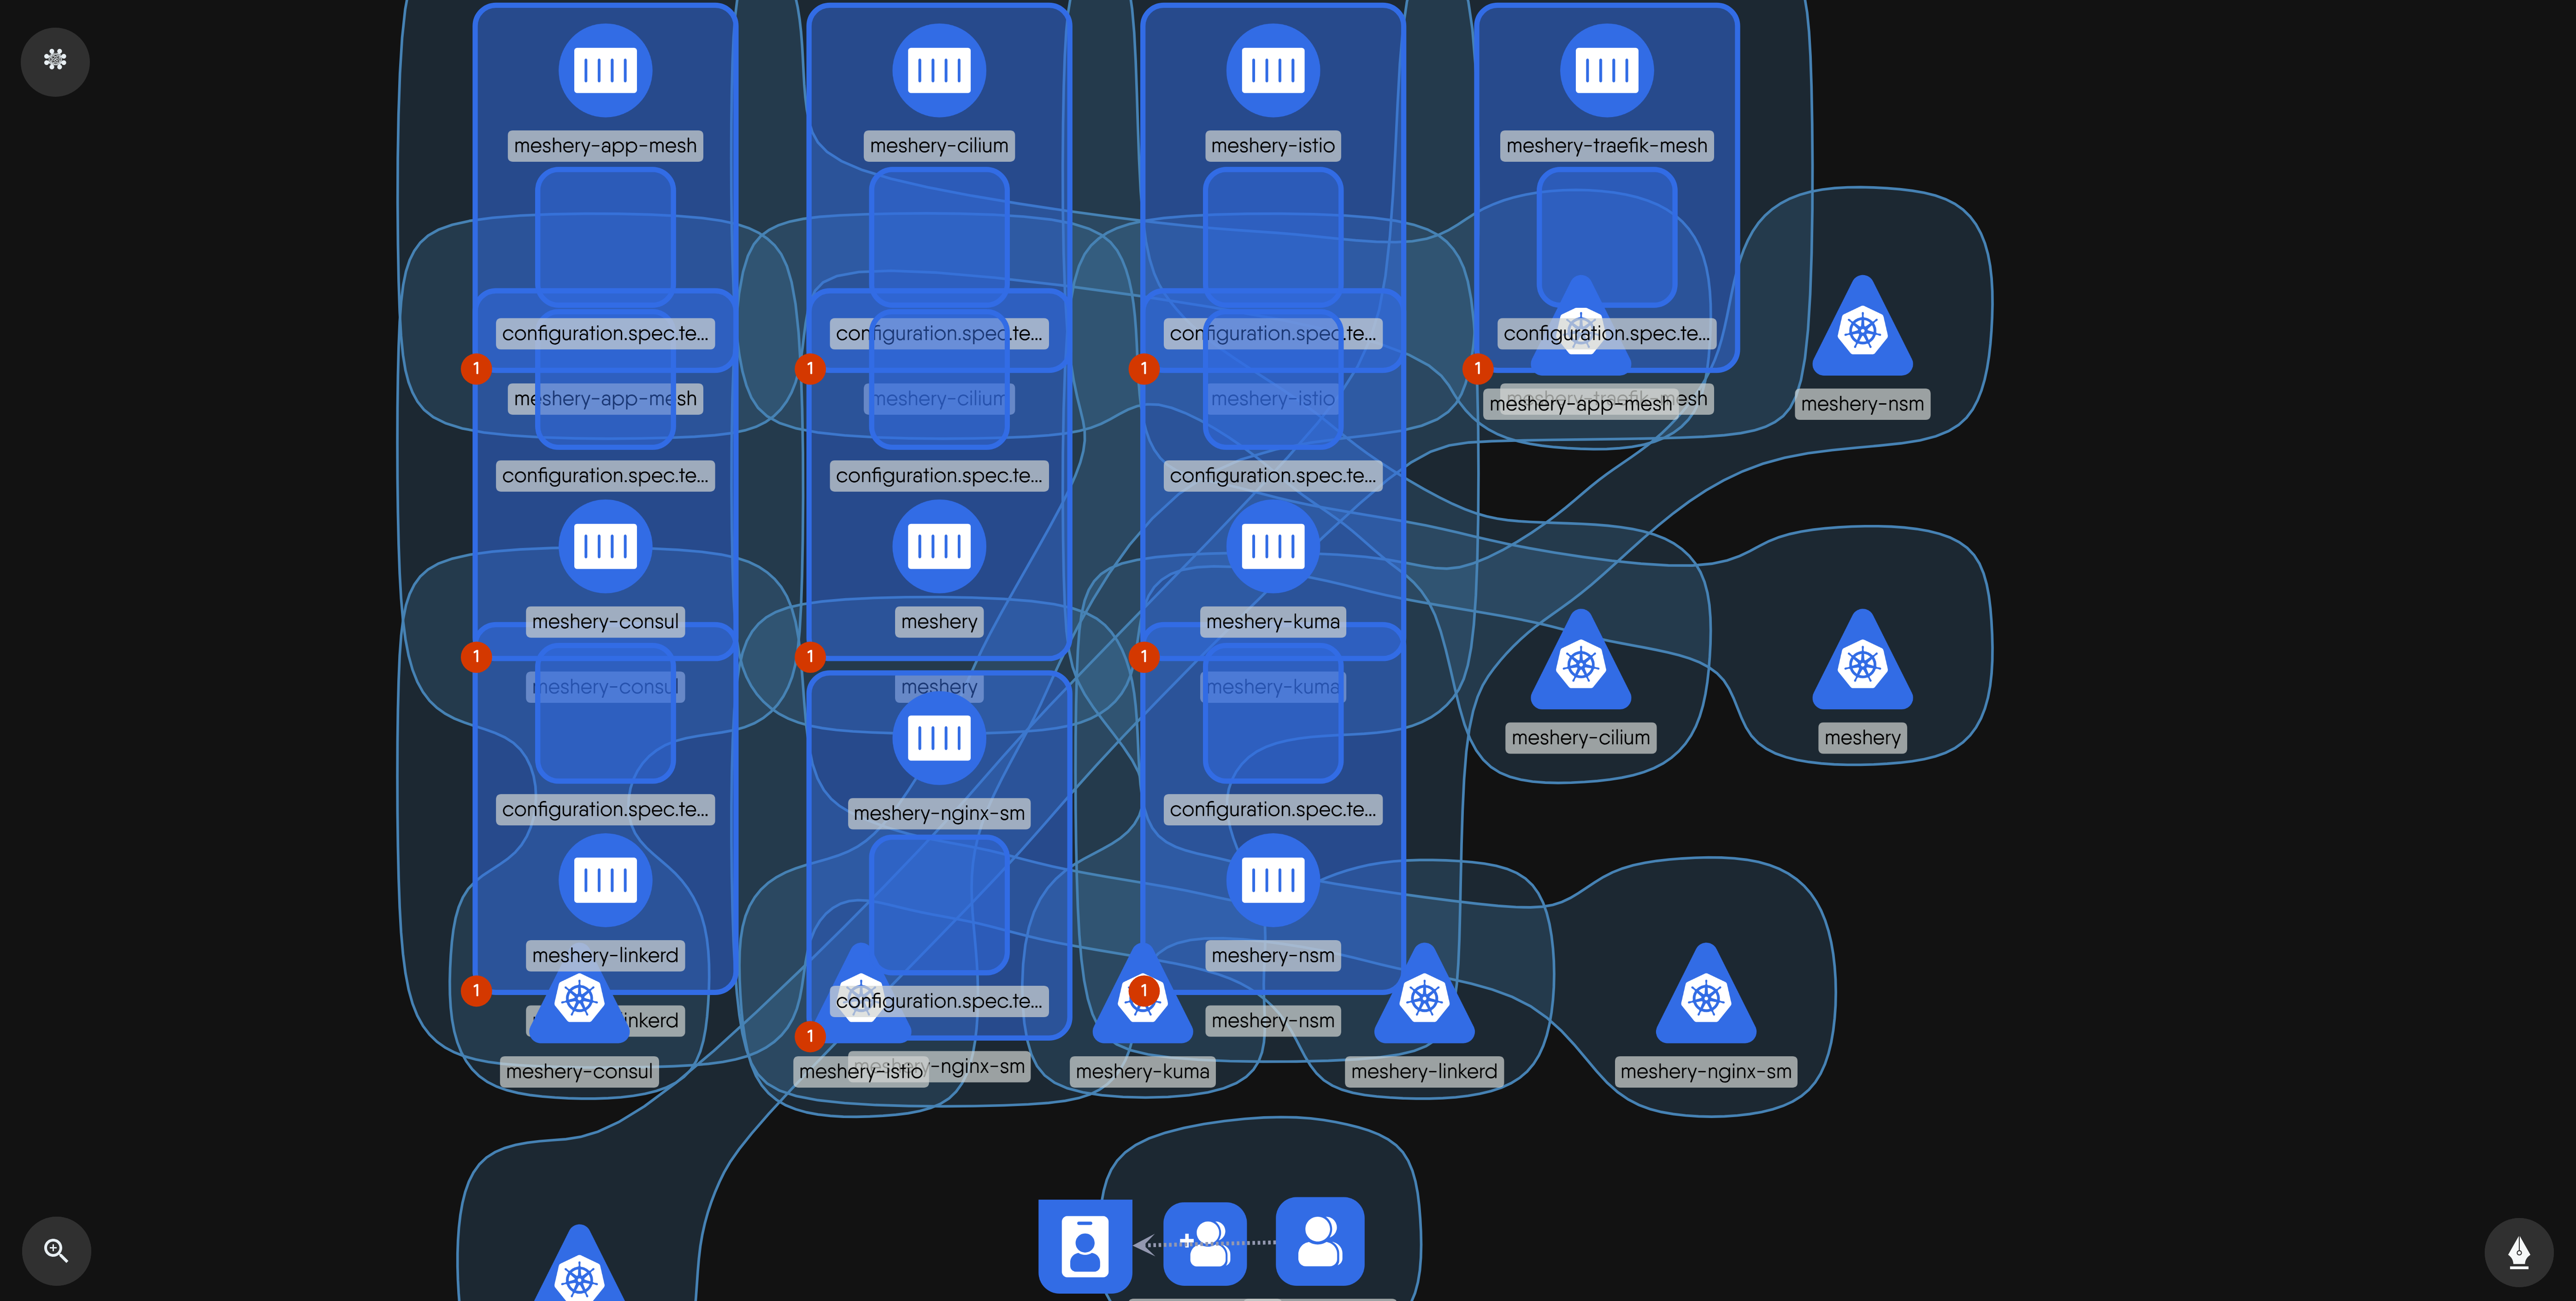 meshery-app-mesh
meshery-cilium
meshery-istio
meshery-traefik-mesh
configuration.spec.te...
configuration.spec.te...
configuration.spec.te...
configuration.spec.te...
1
1
1
1
meshery-app-mesh
meshery-cilium
meshery-istio
meshery-app-mesh
meshery-traefik-mesh
meshery-nsm
configuration.spec.te...
configuration.spec.te...
configuration.spec.te...
meshery-consul
meshery
meshery-kuma
1
1
1
meshery-consul
meshery
meshery-kuma
meshery-cilium
meshery
configuration.spec.te...
meshery-nginx-sm
configuration.spec.te...
meshery-linkerd
meshery-nsm
1
configuration.spec.te...
1
inkerd
meshery-nsm
1
meshery-consul
meshery-istio
-nginx-sm
meshery-kuma
meshery-linkerd
meshery-nginx-sm